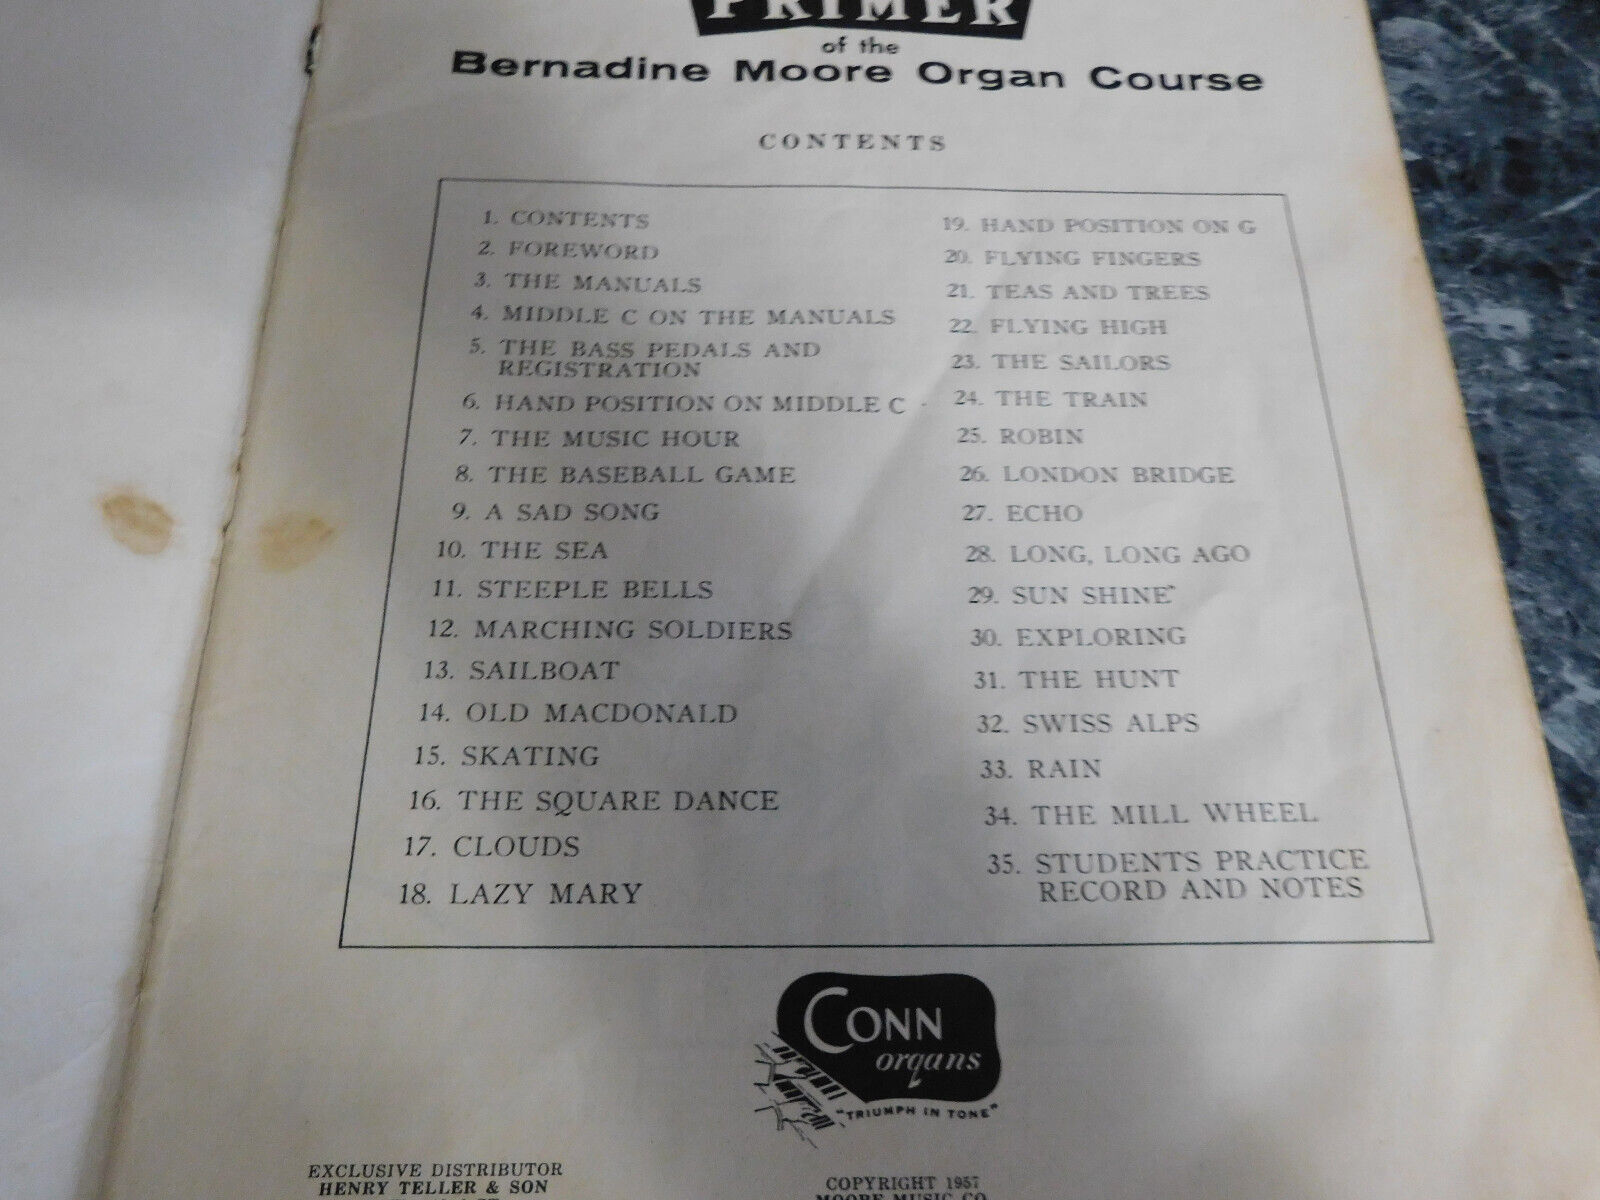 PRIMER
of the
Bernadine Moore Organ Course
CONTENTS
1. CONTENTS
2. FOREWORD
3. THE MANUALS
4. MIDDLE C ON THE MANUALS
5. THE BASS PEDALS AND
REGISTRATION
6. HAND POSITION ON MIDDLE C
7. THE MUSIC HOUR
8. THE BASEBALL GAME
9. A SAD SONG
10. THE SEA
11. STEEPLE BELLS
12. MARCHING SOLDIERS
13. SAILBOAT
14. OLD MACDONALD
15. SKATING
16. THE SQUARE DANCE
17. CLOUDS
18. LAZY MARY
19. HAND POSITION ON G
20. FLYING FINGERS
21. TEAS AND TREES
22. FLYING HIGH
23. THE SAILORS
24. THE TRAIN
25. ROBIN
26. LONDON BRIDGE
27. ECHO
28. LONG, LONG AGO
29. SUN SHINE
30. EXPLORING
31. THE HUNT
32. SWISS ALPS
33. RAIN
34. THE MILL WHEEL
35. STUDENTS PRACTICE
RECORD AND NOTES
CONN
organs
"TRIUMPH IN TONE"
EXCLUSIVE DISTRIBUTOR
HENRY TELLER & SON
COPYRIGHT 1957
MOORE MUSIC CO.